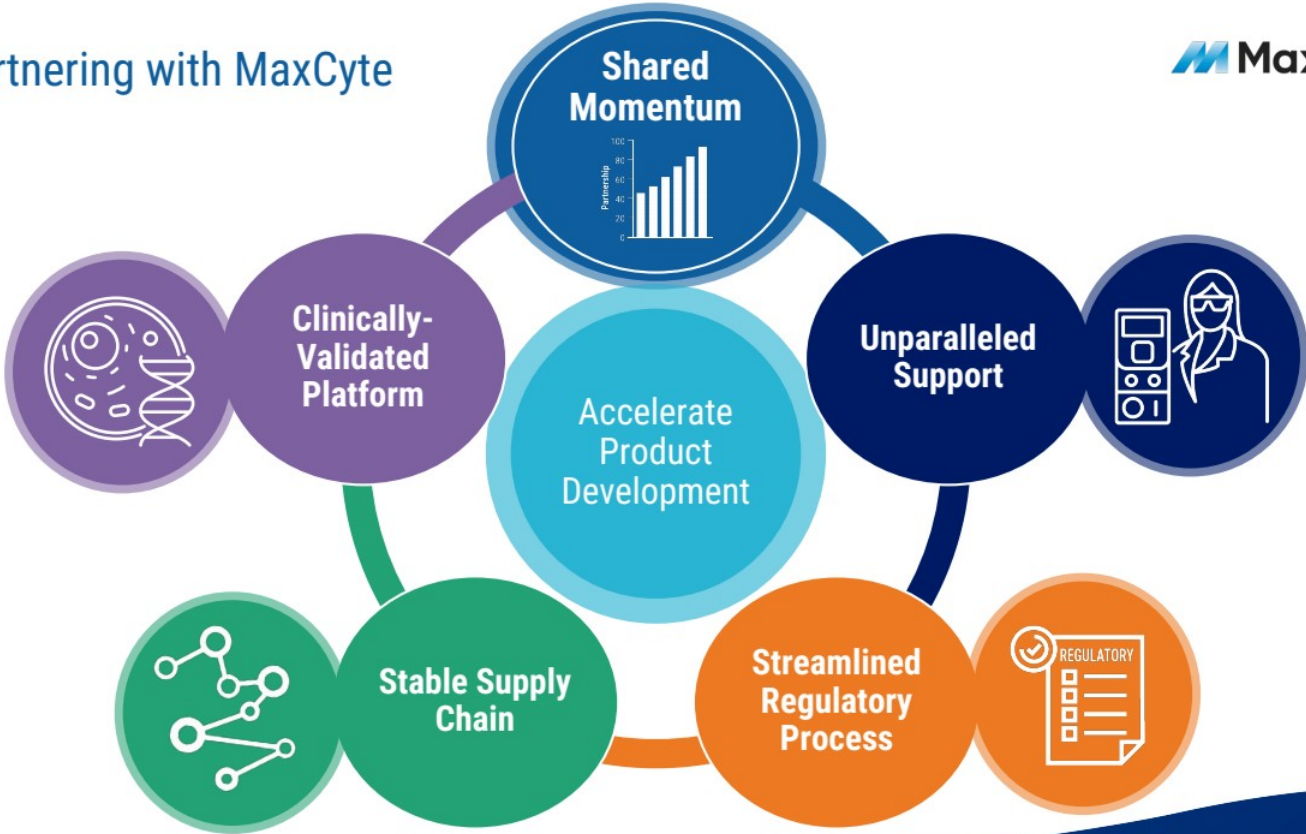 rtnering with MaxCyte
Max
Shared
Momentum
100
80
60
40
20
0
Partnership
Clinically-
Validated
Platform
Unparalleled
Support
Accelerate
Product
Development
Stable Supply
Chain
Streamlined
Regulatory
Process
REGULATORY